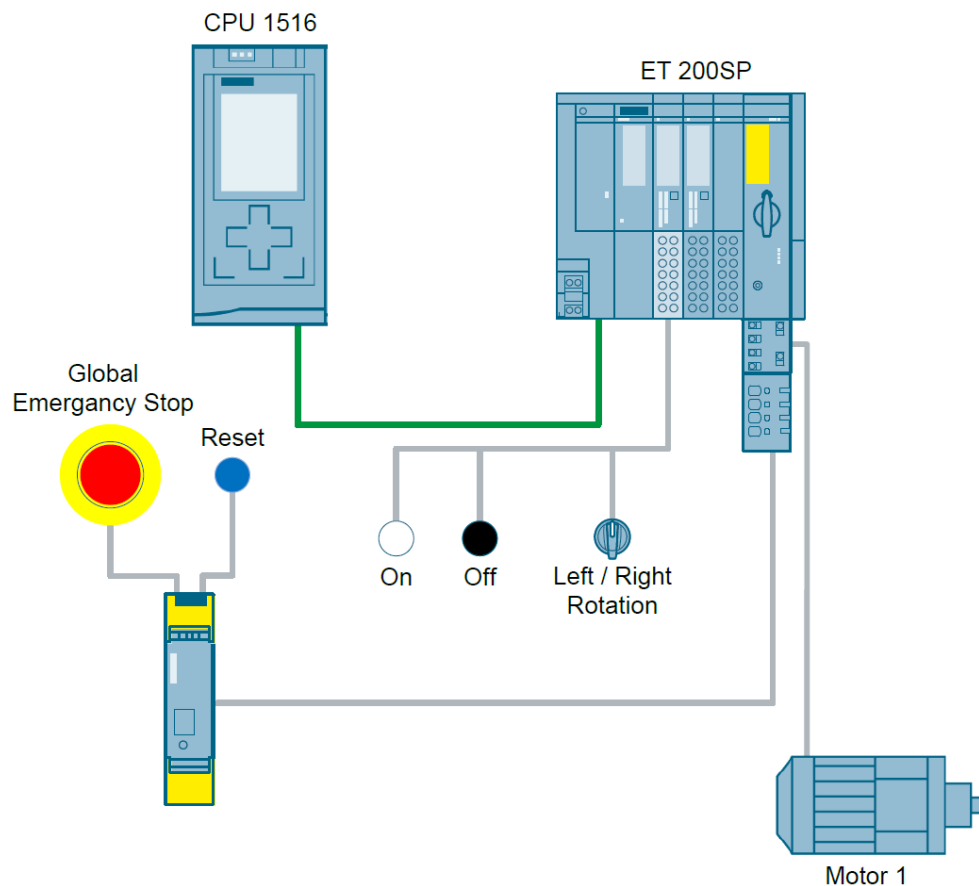 CPU 1516
ET 200SP
Global
Emergancy Stop
Reset
On
Off
Left / Right
Rotation
Motor 1